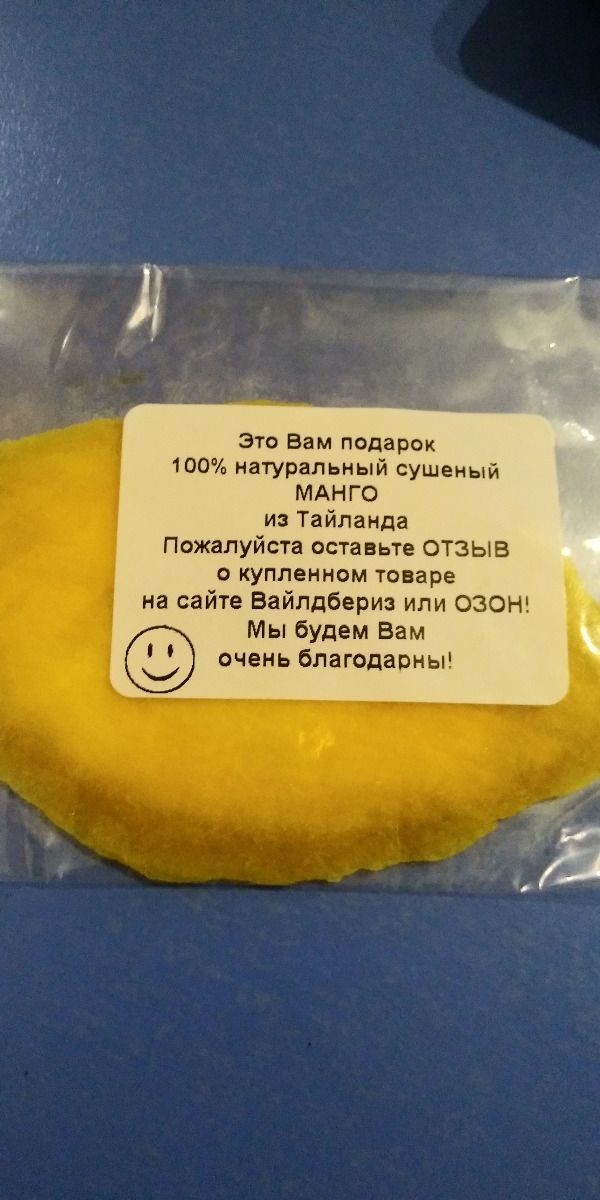 Это Вам подарок
100% натуральный сушеный
МАНГО
из Тайланда
Пожалуйста оставьте ОТЗЫВ
о купленном товаре
на сайте Вайлдбериз или ОЗОН!
Мы будем Вам
очень благодарны!